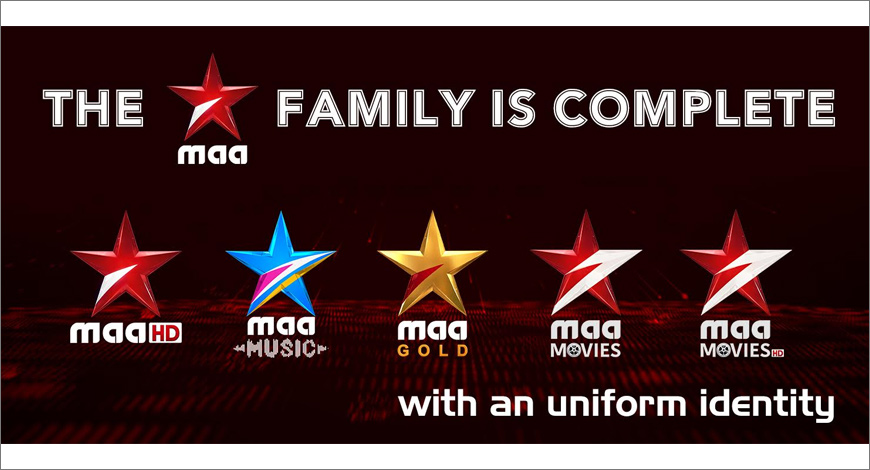 THE maa FAMILY IS COMPLETE
maa HD
maa MUSIC
maa GOLD
maa MOVIES
maa MOVIES HD
with an uniform identity